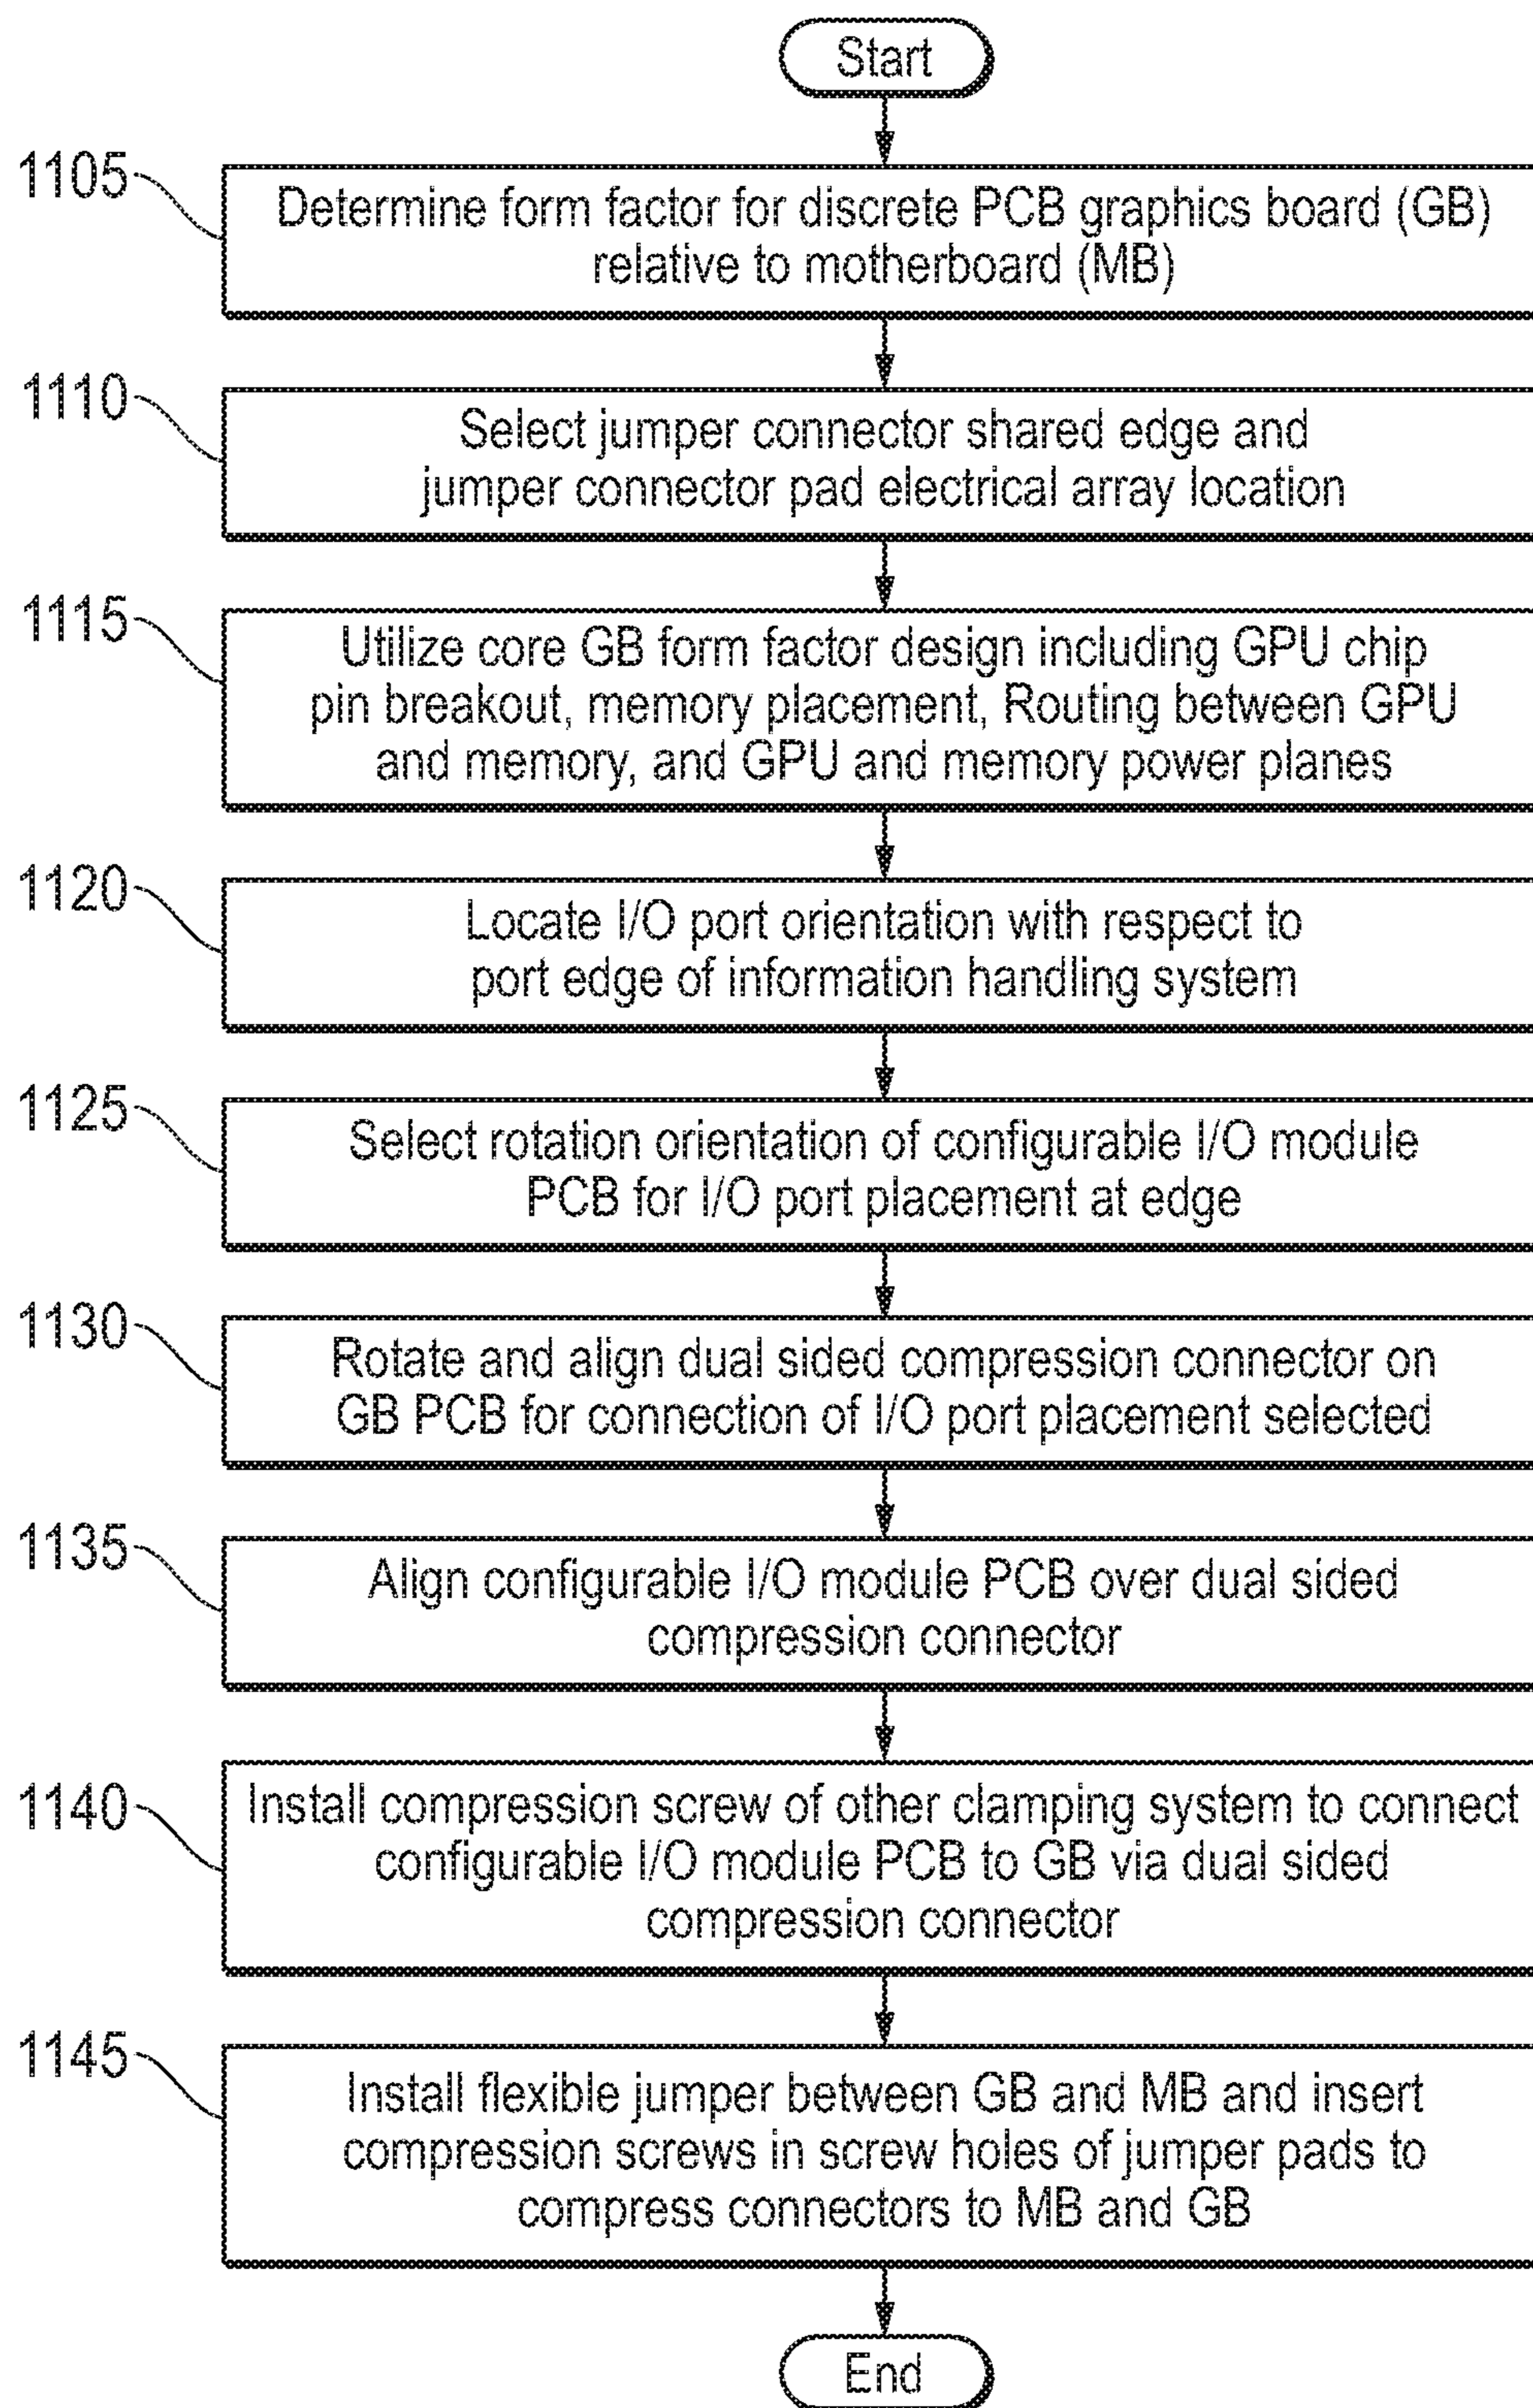 Start
1105
Determine form factor for discrete PCB graphics board (GB)
relative to motherboard (MB)
1110
Select jumper connector shared edge and
jumper connector pad electrical array location
1115
Utilize core GB form factor design including GPU chip
pin breakout, memory placement, Routing between GPU
and memory, and GPU and memory power planes
1120
Locate I/O port orientation with respect to
port edge of information handling system
1125
Select rotation orientation of configurable I/O module
PCB for I/O port placement at edge
1130
Rotate and align dual sided compression connector on
GB PCB for connection of I/O port placement selected
1135
Align configurable I/O module PCB over dual sided
compression connector
1140
Install compression screw of other clamping system to connect
configurable I/O module PCB to GB via dual sided
compression connector
1145
Install flexible jumper between GB and MB and insert
compression screws in screw holes of jumper pads to
compress connectors to MB and GB
End